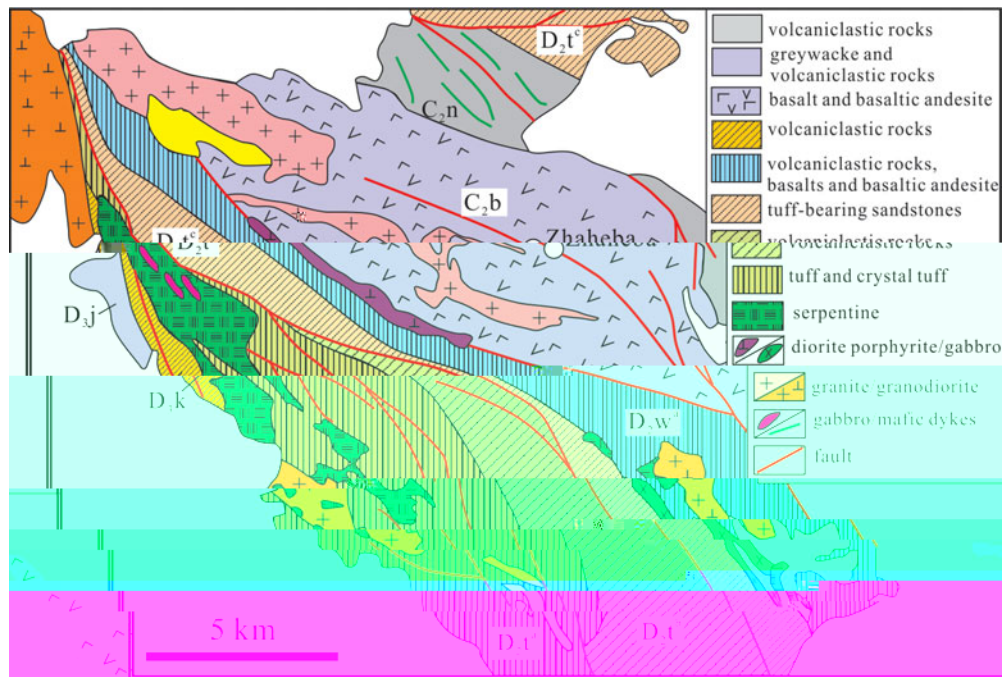 volcaniclastic rocks
greywacke and
volcaniclastic rocks
basalt and basaltic andesite
volcaniclastic rocks
volcaniclastic rocks,
basalts and basaltic andesite
tuff-bearing sandstones
tuff and crystal tuff
serpentine
diorite porphyrite/gabbro
granite granodiorite
gabbro mafic dykes
fault
D₂tᶜ
C₂n
C₂b
Zhaheba
D₃j
5 km